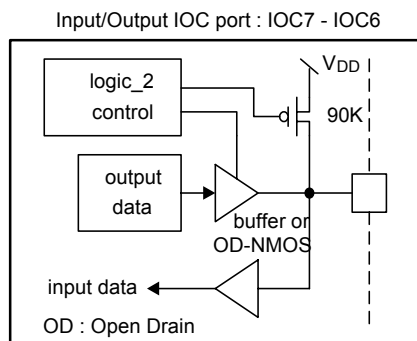 Input/Output IOC port : IOC7 - IOC6
VDD
logic_2
control
90K
output
data
buffer or
OD-NMOS
input data
OD : Open Drain